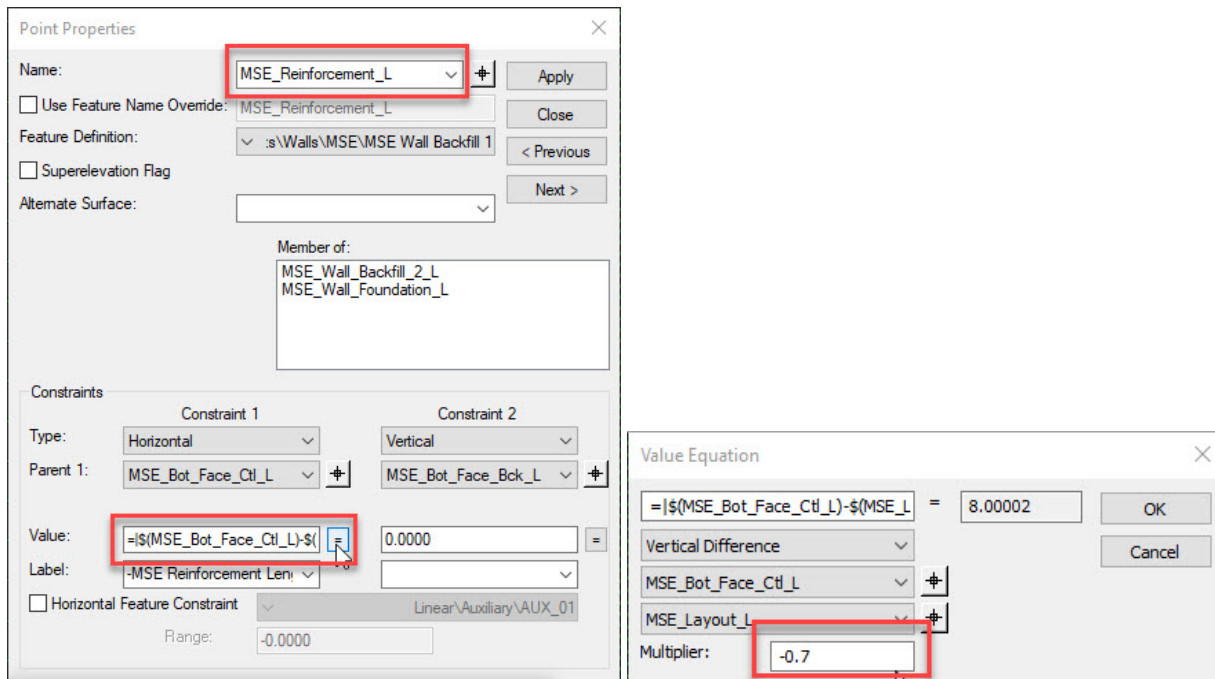 Point Properties
Name:
MSE_Reinforcement_L
Apply
Use Feature Name Override:
MSE_Reinforcement_L
Close
Feature Definition:
:s\Walls\MSE\MSE Wall Backfill 1
< Previous
Superelevation Flag
Next >
Alternate Surface:
Member of:
MSE_Wall_Backfill_2_L
MSE_Wall_Foundation_L
Constraints
Constraint 1
Constraint 2
Type:
Horizontal
Vertical
Parent 1:
MSE_Bot_Face_Ctl_L
MSE_Bot_Face_Bck_L
Value:
=|$(MSE_Bot_Face_Ctl_L)-$(
=
0.0000
=
Label:
-MSE Reinforcement Len
Horizontal Feature Constraint
Linear\Auxiliary\AUX_01
Range:
-0.0000
Value Equation
=|$(MSE_Bot_Face_Ctl_L)-$(MSE_L
=
8.00002
OK
Vertical Difference
Cancel
MSE_Bot_Face_Ctl_L
MSE_Layout_L
Multiplier:
-0.7